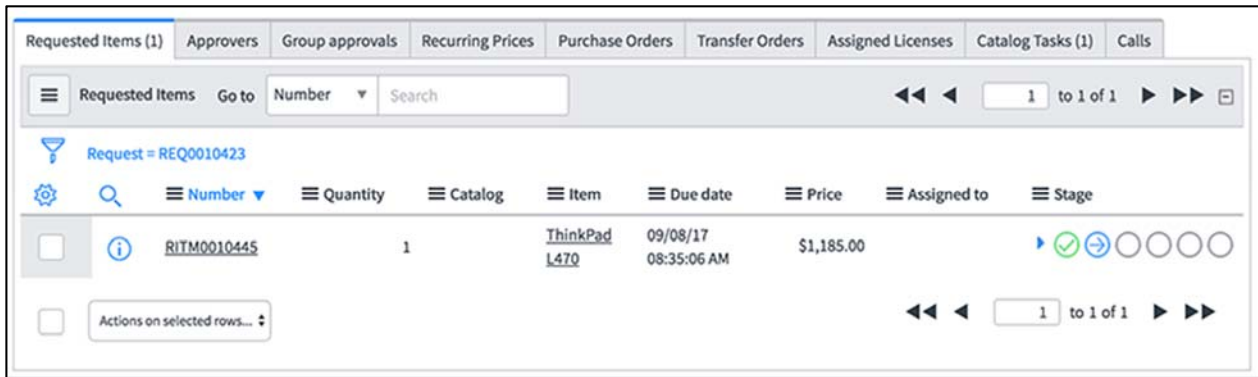 Requested Items (1) Approvers Group approvals Recurring Prices Purchase Orders Transfer Orders Assigned Licenses Catalog Tasks (1) Calls
Requested Items Go to Number Search 1 to 1 of 1
Request = REQ0010423
Number Quantity Catalog Item Due date Price Assigned to Stage
RITM0010445 1 ThinkPad L470 09/08/17 08:35:06 AM $1,185.00
Actions on selected rows... 1 to 1 of 1